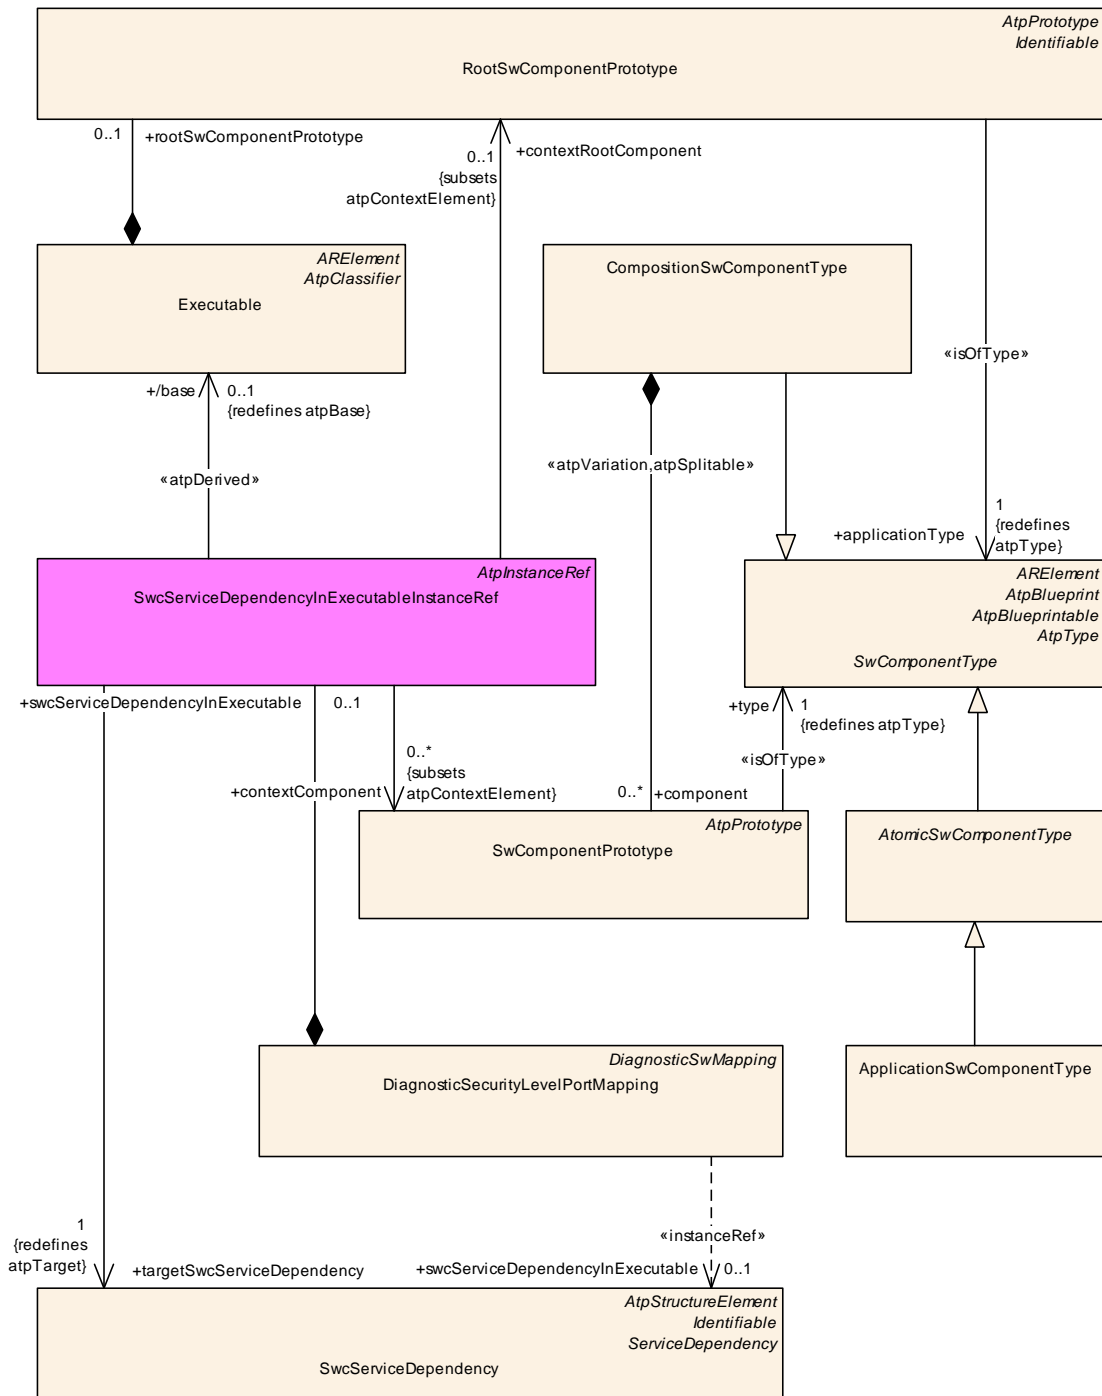 AtpPrototype
Identifiable
RootSwComponentPrototype
0..1
+rootSwComponentPrototype
0..1
{subsets
atpContextElement}
+contextRootComponent
ARElement
AtpClassifier
Executable
CompositionSwComponentType
«isOfType»
+/base
0..1
{redefines atpBase}
«atpDerived»
«atpVariation,atpSplitable»
+applicationType
1
{redefines
atpType}
AtpInstanceRef
SwcServiceDependencyInExecutableInstanceRef
ARElement
AtpBlueprint
AtpBlueprintable
AtpType
SwComponentType
+swcServiceDependencyInExecutable
0..1
+type
1
{redefines atpType}
«isOfType»
0..*
{subsets
atpContextElement}
+contextComponent
0..*
+component
AtpPrototype
SwComponentPrototype
AtomicSwComponentType
DiagnosticSwMapping
DiagnosticSecurityLevelPortMapping
ApplicationSwComponentType
1
{redefines
atpTarget}
+targetSwcServiceDependency
«instanceRef»
+swcServiceDependencyInExecutable
0..1
AtpStructureElement
Identifiable
ServiceDependency
SwcServiceDependency